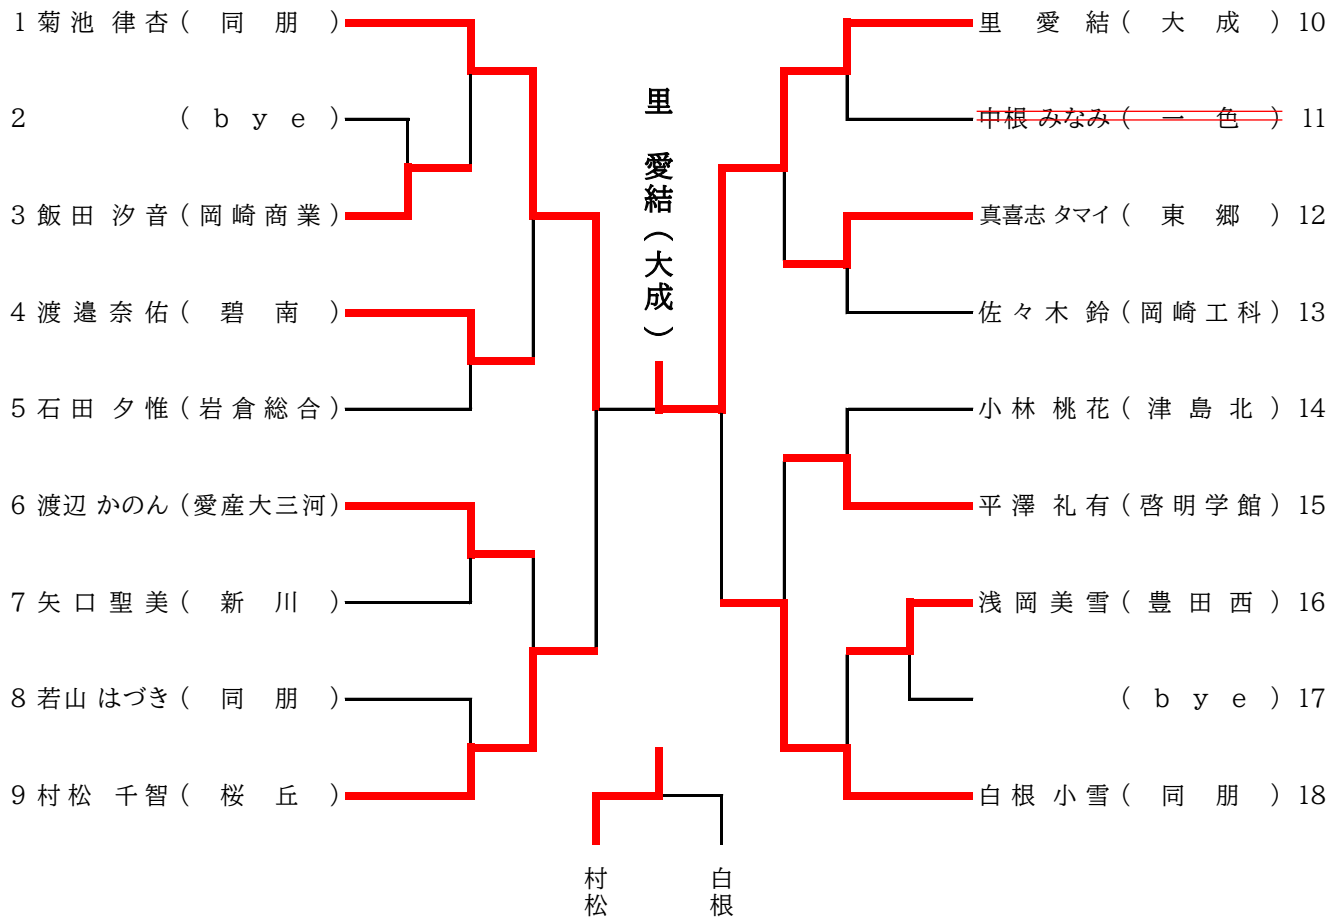 1 菊池 律杏 ( 同 朋 )
2 ( b y e )
3 飯田 汐音 (岡崎商業)
4 渡邉奈佑 ( 碧 南 )
5 石田 夕惟 (岩倉総合)
6 渡辺 かのん (愛産大三河)
7 矢口聖美 ( 新 川 )
8 若山 はづき ( 同 朋 )
9 村松 千智 ( 桜 丘 )
里 愛結(大成)
里 愛 結 ( 大 成 ) 10
中根 みなみ ( 一 色 ) 11
真喜志 タマイ ( 東 郷 ) 12
佐々木 鈴 (岡崎工科) 13
小林 桃花 ( 津島北 ) 14
平澤 礼有 (啓明学館) 15
浅岡美雪 ( 豊田西 ) 16
( b y e ) 17
白根 小雪 ( 同 朋 ) 18
村松
白根